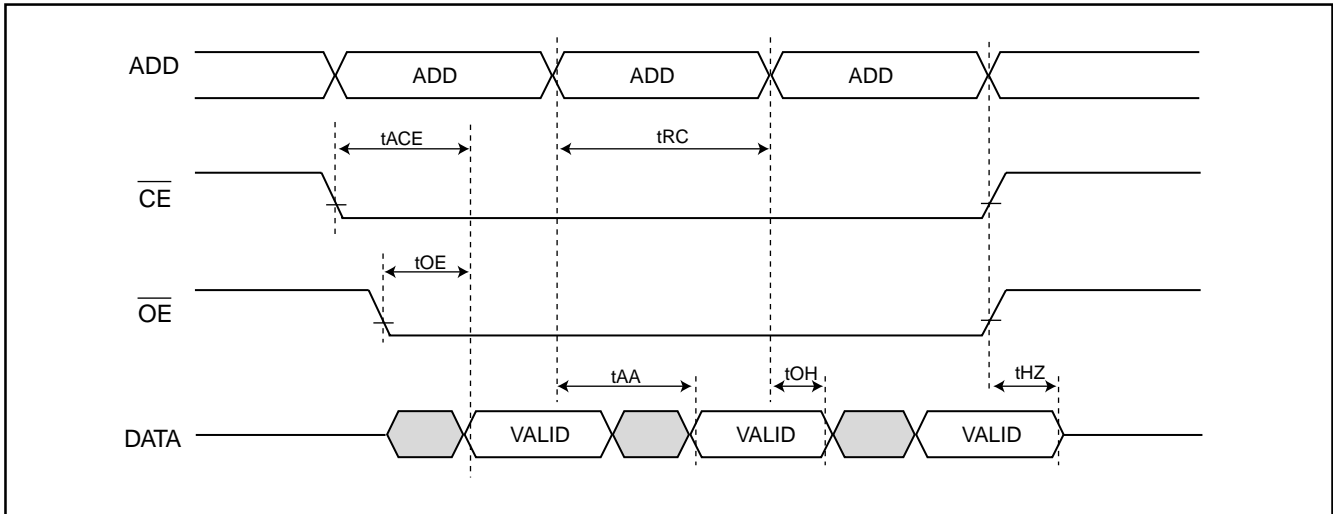 ADD ADD ADD ADD
tACE tRC
CE
tOE
OE
tAA tOH tHZ
DATA VALID VALID VALID